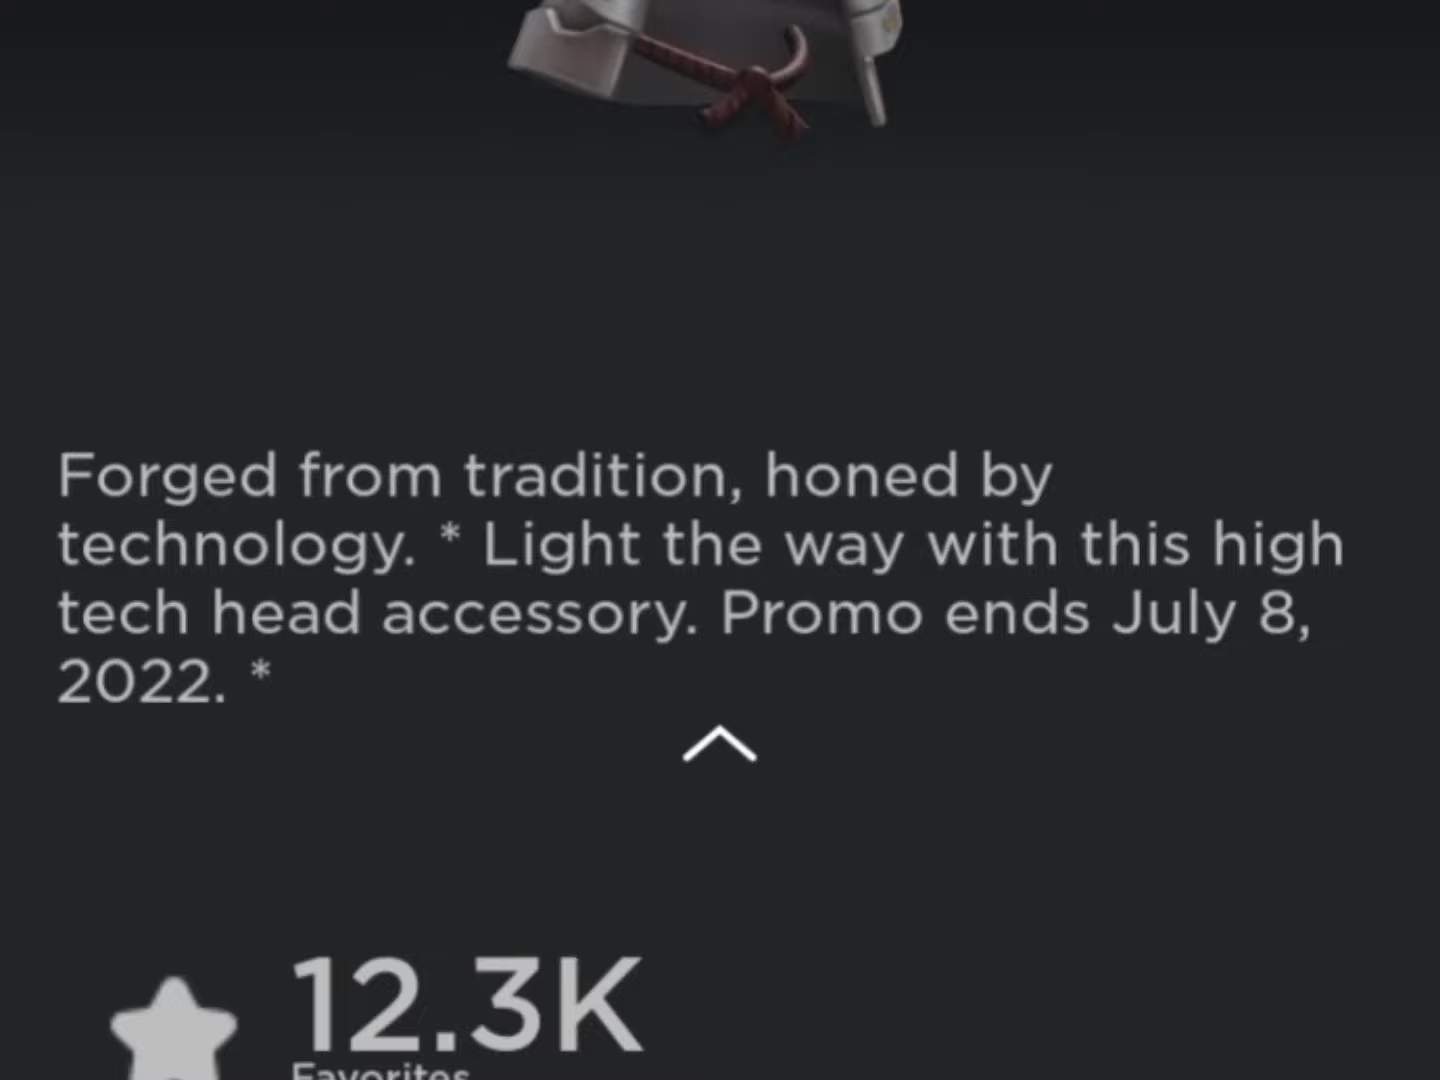 Forged from tradition, honed by
technology. * Light the way with this high
tech head accessory. Promo ends July 8,
2022. *
12.3K
Favorites